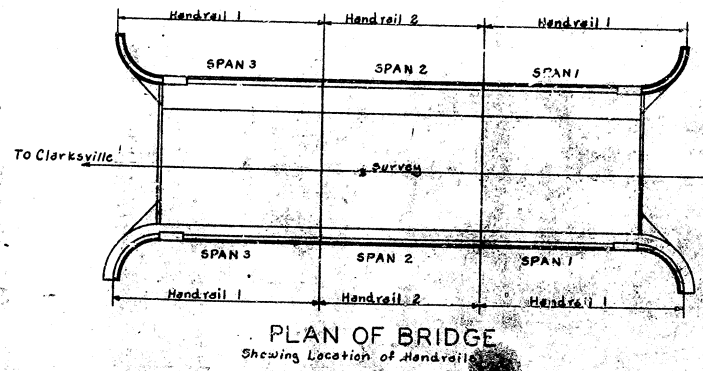 Handrail 1 Handrail 2 Handrail 1
SPAN 3 SPAN 2 SPAN 1
To Clarksville
Survey
SPAN 3 SPAN 2 SPAN 1
Handrail 1 Handrail 2 Handrail 1
PLAN OF BRIDGE
Showing Location of Handrails